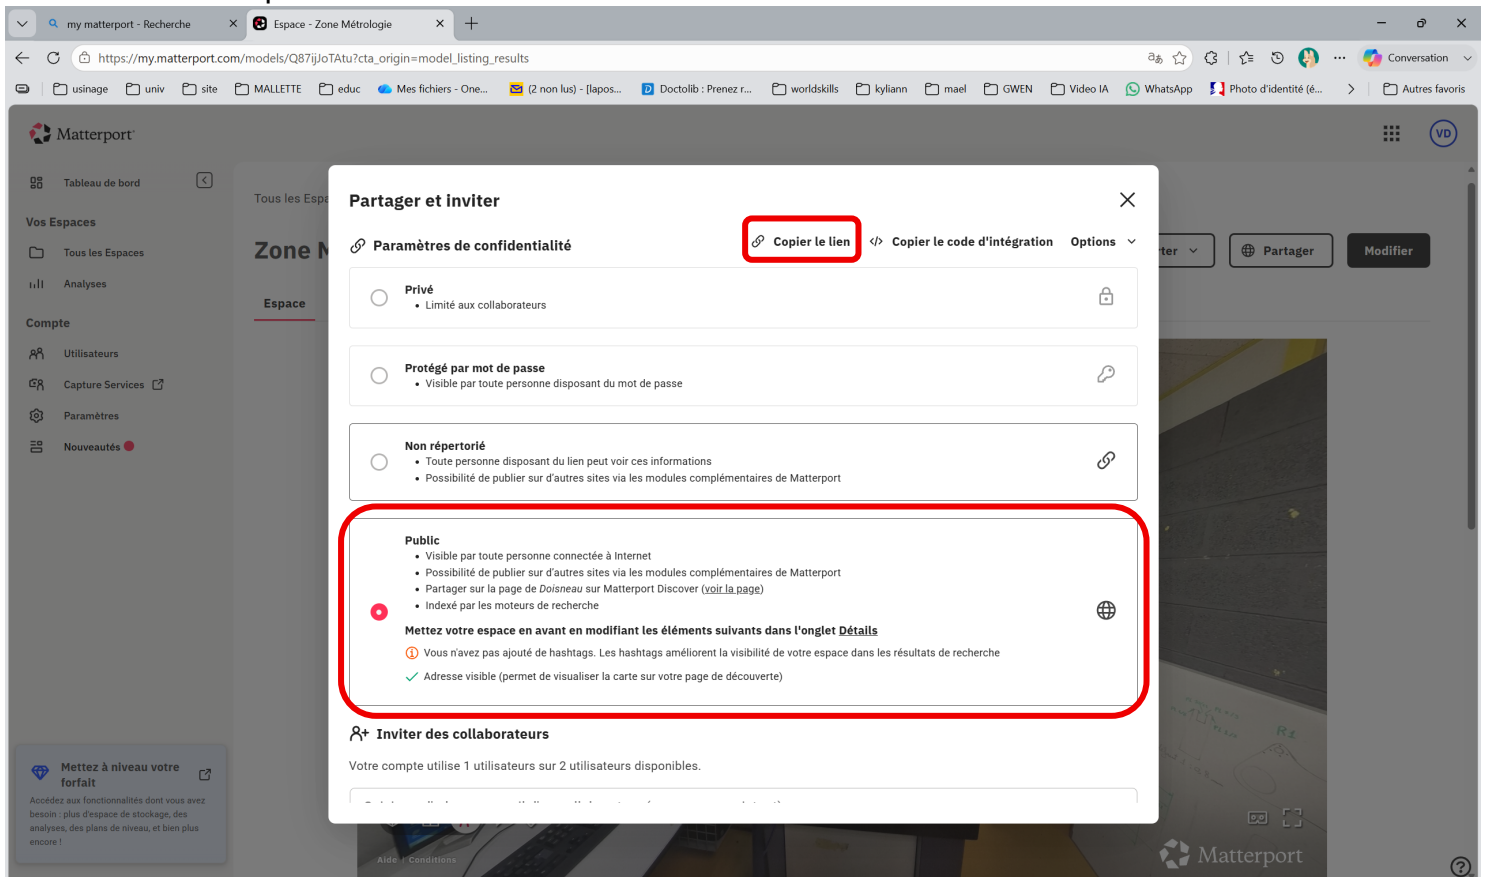 my matterport - Recherche
Espace - Zone Métrologie
https://my.matterport.com/models/Q87ijJoTAtu?cta_origin=model_listing_results
Conversation
usinage univ site MALLETTE educ Mes fichiers - One... (2 non lus) - [lapos... Doctolib : Prenez r... worldskills kyliann mael GWEN Video IA WhatsApp Photo d'identité (é... Autres favoris
Matterport
VD
Tableau de bord
Vos Espaces
Tous les Espaces
Analyses
Compte
Utilisateurs
Capture Services
Paramètres
Nouveautés
Mettez à niveau votre
forfait
Accédez aux fonctionnalités dont vous avez
besoin : plus d'espace de stockage, des
analyses, des plans de niveau, et bien plus
encore !
Tous les Espa
Zone M
Espace
ter
Partager
Modifier
Partager et inviter
Paramètres de confidentialité
Copier le lien
</> Copier le code d'intégration
Options
Privé
• Limité aux collaborateurs
Protégé par mot de passe
• Visible par toute personne disposant du mot de passe
Non répertorié
• Toute personne disposant du lien peut voir ces informations
• Possibilité de publier sur d'autres sites via les modules complémentaires de Matterport
Public
• Visible par toute personne connectée à Internet
• Possibilité de publier sur d'autres sites via les modules complémentaires de Matterport
• Partager sur la page de Doisneau sur Matterport Discover (voir la page)
• Indexé par les moteurs de recherche
Mettez votre espace en avant en modifiant les éléments suivants dans l'onglet Détails
Vous n'avez pas ajouté de hashtags. Les hashtags améliorent la visibilité de votre espace dans les résultats de recherche
Adresse visible (permet de visualiser la carte sur votre page de découverte)
Inviter des collaborateurs
Votre compte utilise 1 utilisateurs sur 2 utilisateurs disponibles.
R1
Aide | Conditions
Matterport